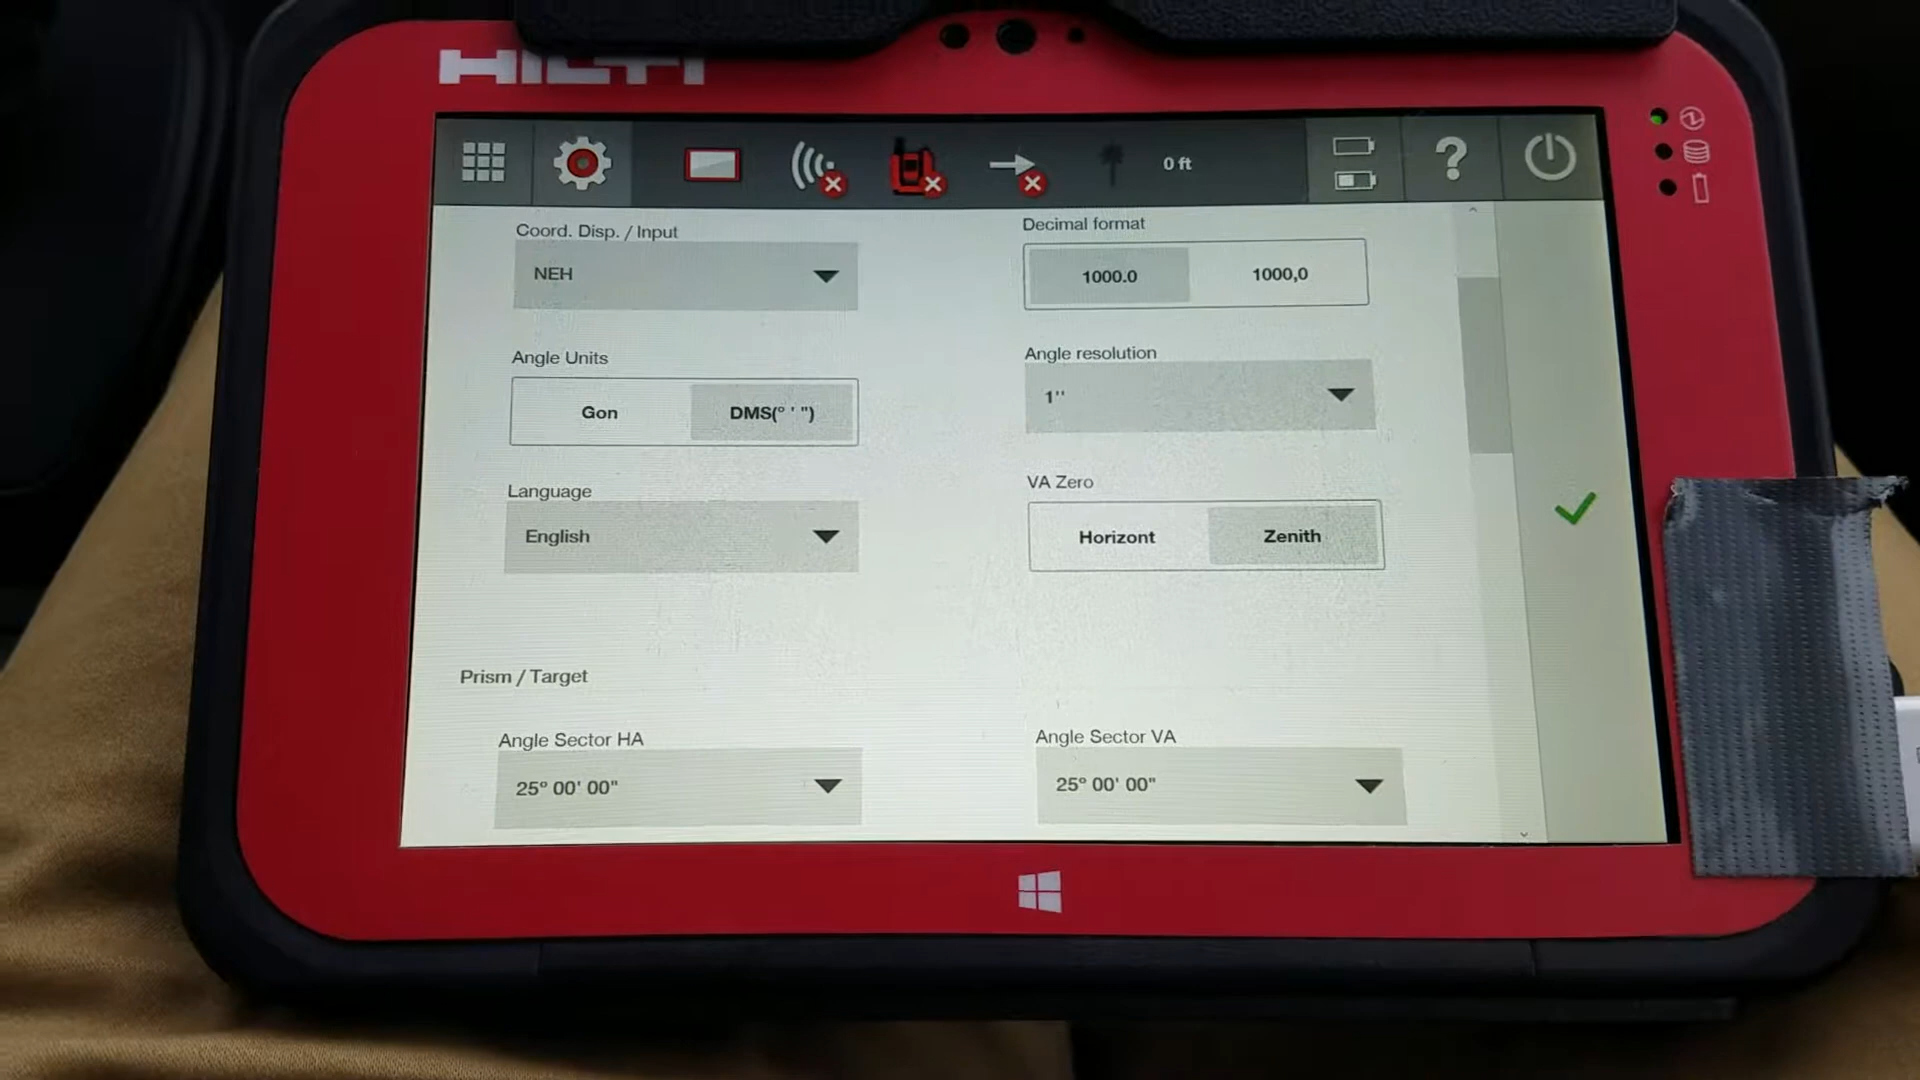 HILTI
0 ft
?
Coord. Disp. / Input
NEH
Decimal format
1000.0
1000,0
Angle Units
Gon
DMS(° ' ")
Angle resolution
1''
Language
English
VA Zero
Horizont
Zenith
Prism / Target
Angle Sector HA
25° 00' 00"
Angle Sector VA
25° 00' 00"